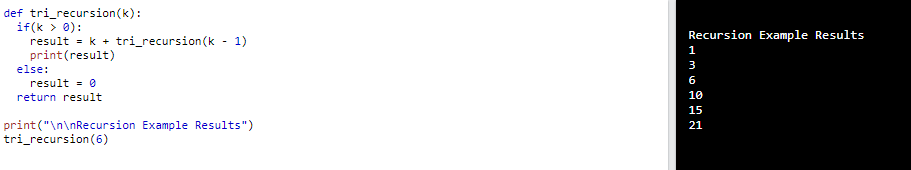 def tri_recursion(k):
  if(k > 0):
    result = k + tri_recursion(k - 1)
    print(result)
  else:
    result = 0
  return result

print("\n\nRecursion Example Results")
tri_recursion(6)

Recursion Example Results
1
3
6
10
15
21